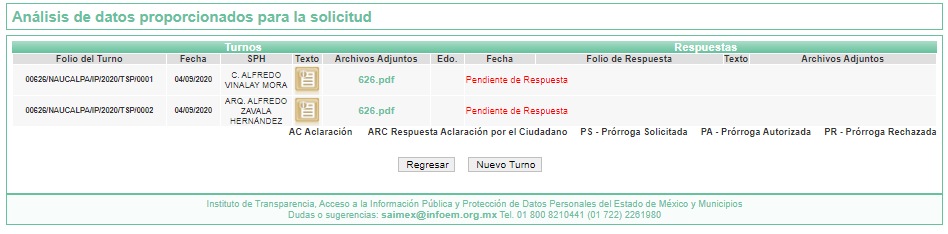 Análisis de datos proporcionados para la solicitud
Turnos Respuestas
Folio del Turno Fecha SPH Texto Archivos Adjuntos Edo. Fecha Folio de Respuesta Texto Archivos Adjuntos
00626/NAUCALPA/IP/2020/TSP/0001 04/09/2020 C. ALFREDO VINALAY MORA 626.pdf Pendiente de Respuesta
00626/NAUCALPA/IP/2020/TSP/0002 04/09/2020 ARQ. ALFREDO ZAVALA HERNÁNDEZ 626.pdf Pendiente de Respuesta
AC Aclaración ARC Respuesta Aclaración por el Ciudadano PS - Prórroga Solicitada PA - Prórroga Autorizada PR - Prórroga Rechazada
Regresar Nuevo Turno
Instituto de Transparencia, Acceso a la Información Pública y Protección de Datos Personales del Estado de México y Municipios
Dudas o sugerencias: saimex@infoem.org.mx Tel. 01 800 8210441 (01 722) 2261980